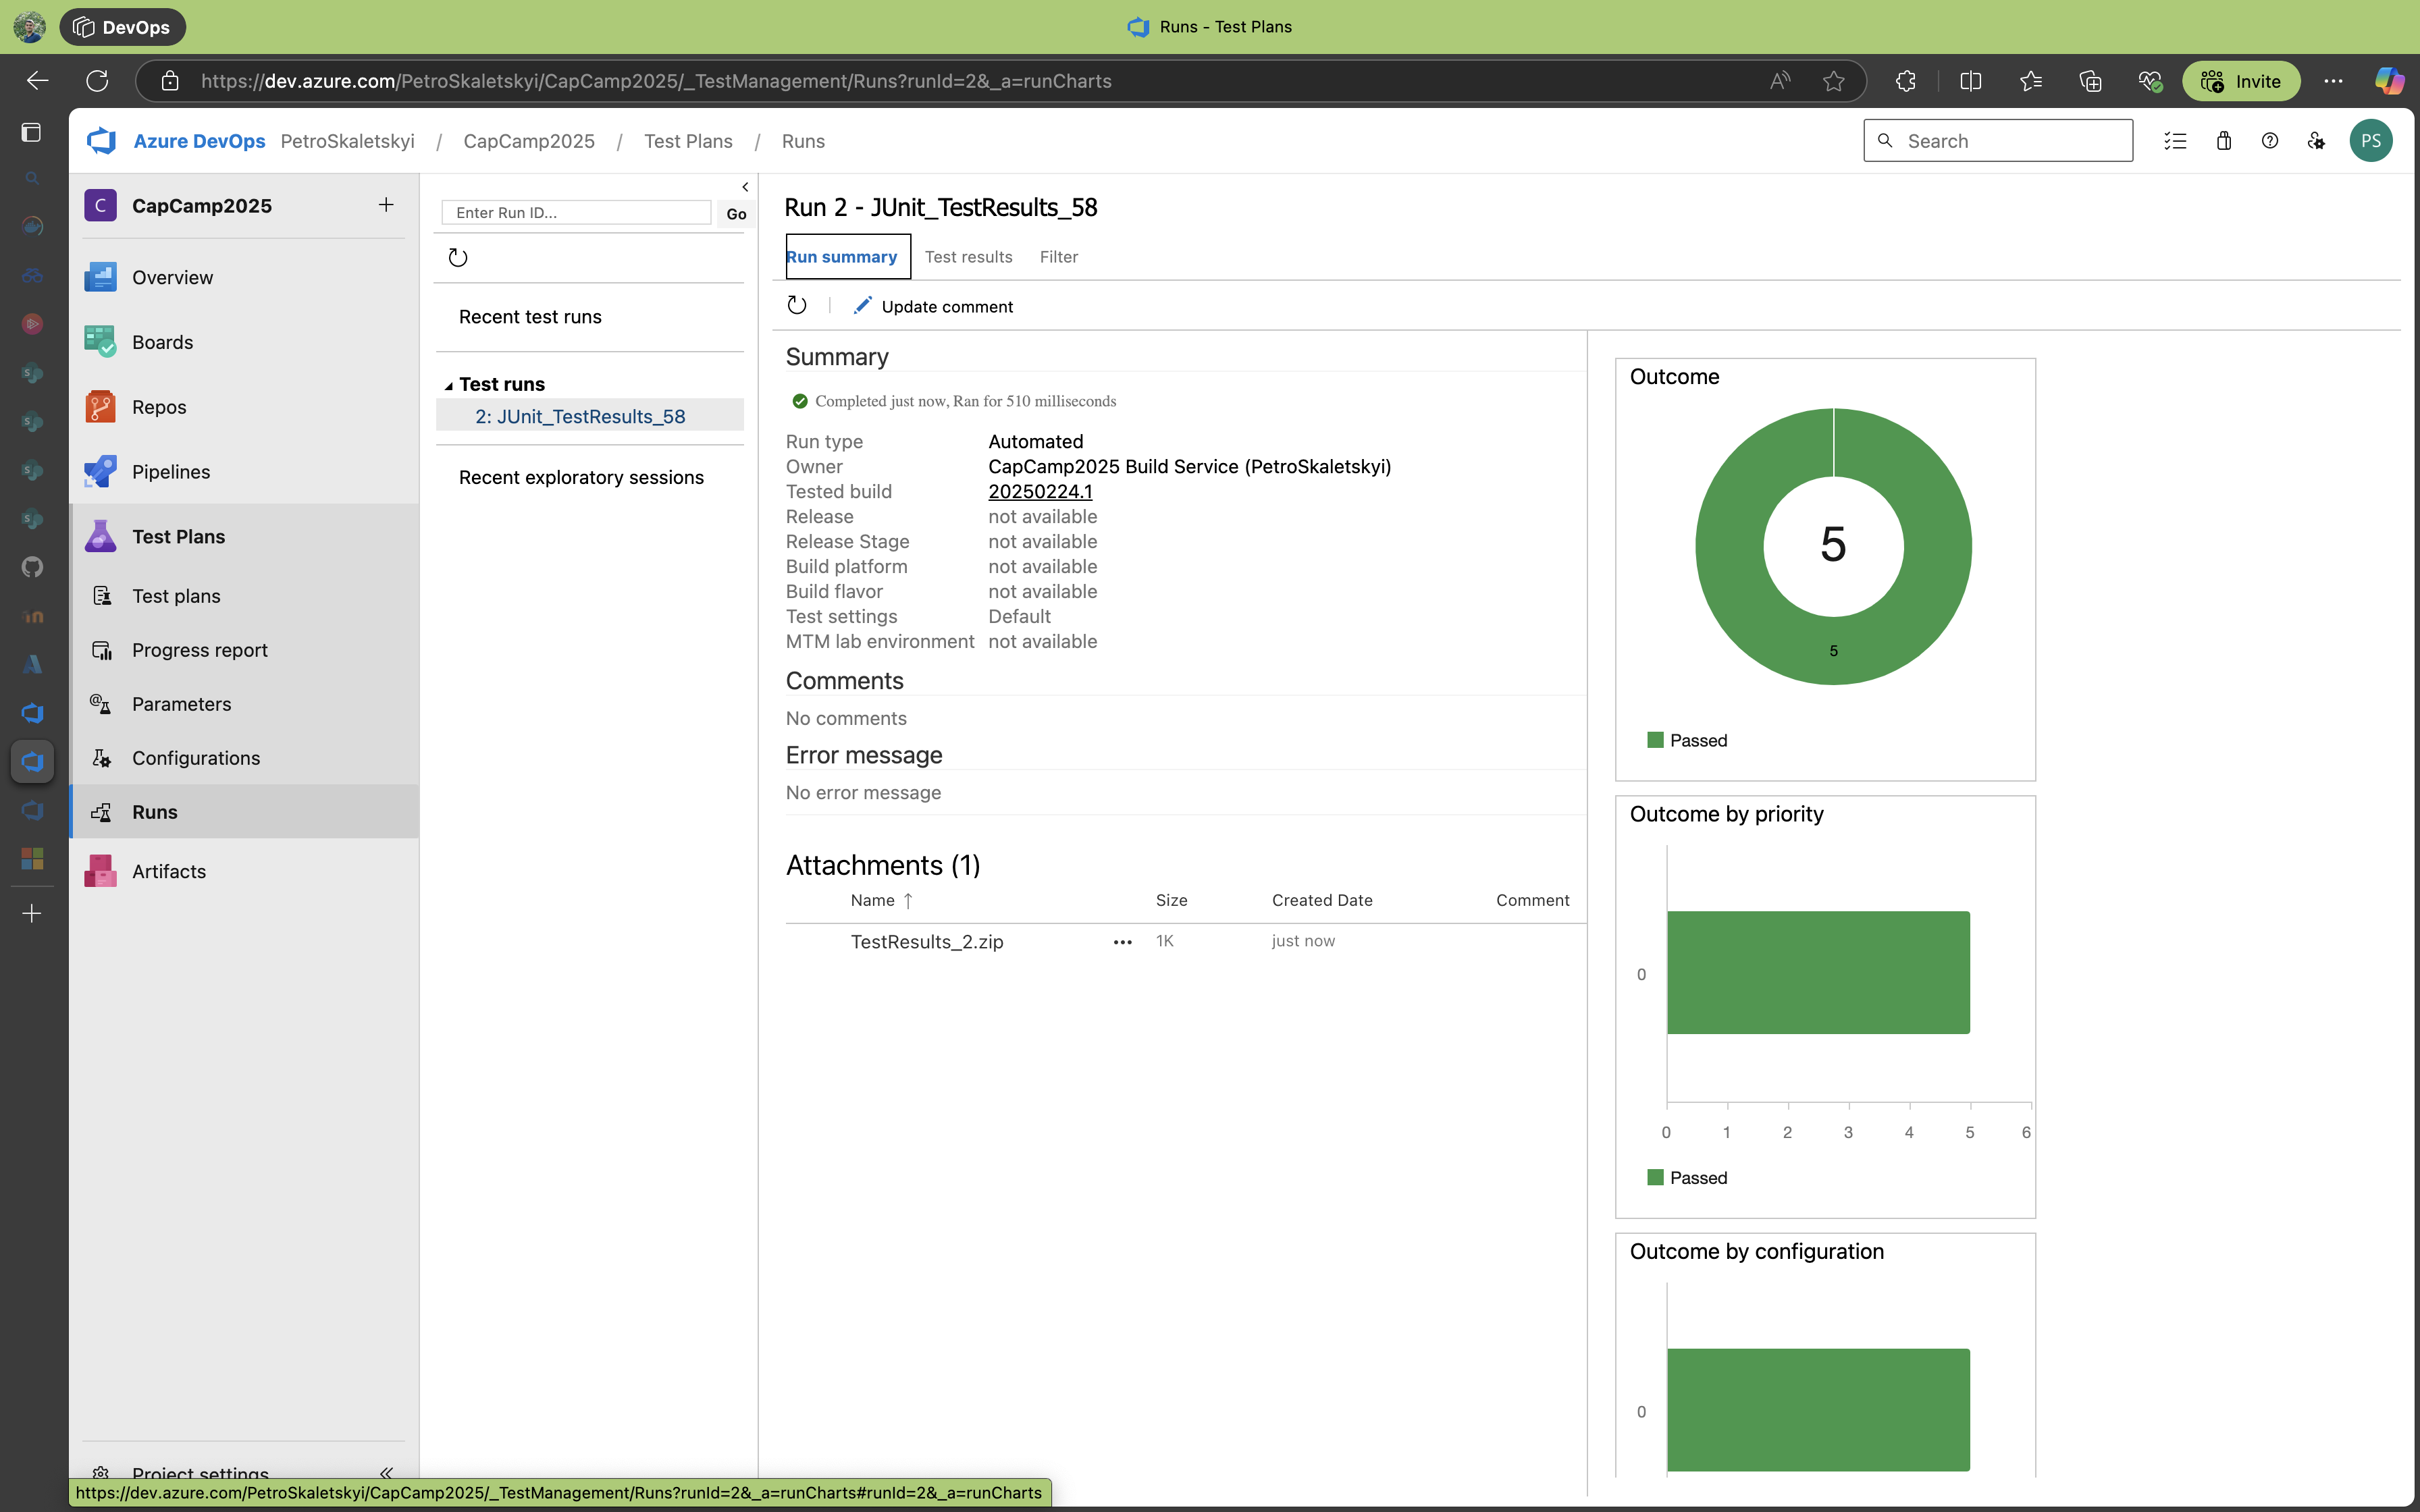 DevOps
Runs - Test Plans
https://dev.azure.com/PetroSkaletskyi/CapCamp2025/_TestManagement/Runs?runId=2&_a=runCharts
Invite
Azure DevOps PetroSkaletskyi / CapCamp2025 / Test Plans / Runs
Search
PS
C CapCamp2025
Overview
Boards
Repos
Pipelines
Test Plans
Test plans
Progress report
Parameters
Configurations
Runs
Artifacts
Project settings
Enter Run ID...
Go
Recent test runs
Test runs
2: JUnit_TestResults_58
Recent exploratory sessions
Run 2 - JUnit_TestResults_58
Run summary Test results Filter
Update comment
Summary
Completed just now, Ran for 510 milliseconds
Run type Automated
Owner CapCamp2025 Build Service (PetroSkaletskyi)
Tested build 20250224.1
Release not available
Release Stage not available
Build platform not available
Build flavor not available
Test settings Default
MTM lab environment not available
Comments
No comments
Error message
No error message
Attachments (1)
Name ↑ Size Created Date Comment
TestResults_2.zip ••• 1K just now
Outcome
5
5
Passed
Outcome by priority
0
0 1 2 3 4 5 6
Passed
Outcome by configuration
0
https://dev.azure.com/PetroSkaletskyi/CapCamp2025/_TestManagement/Runs?runId=2&_a=runCharts#runId=2&_a=runCharts